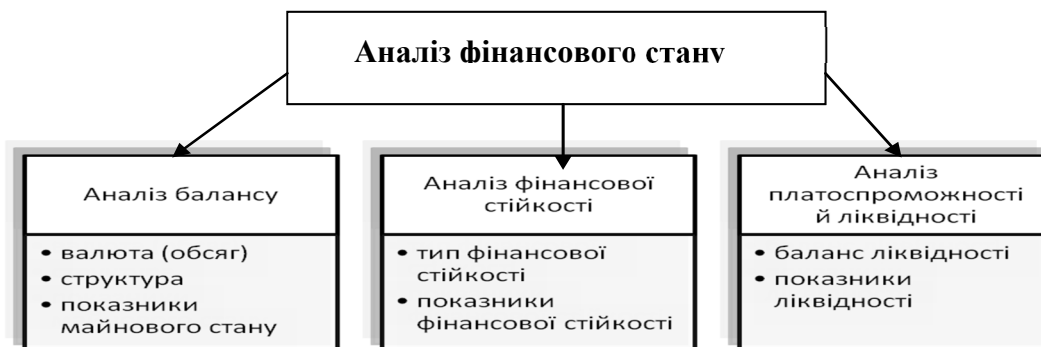 Аналіз фінансового стану
Аналіз балансу
• валюта (обсяг)
• структура
• показники
майнового стану
Аналіз фінансової
стійкості
• тип фінансової
стійкості
• показники
фінансової стійкості
Аналіз
платоспроможності
й ліквідності
• баланс ліквідності
• показники
ліквідності